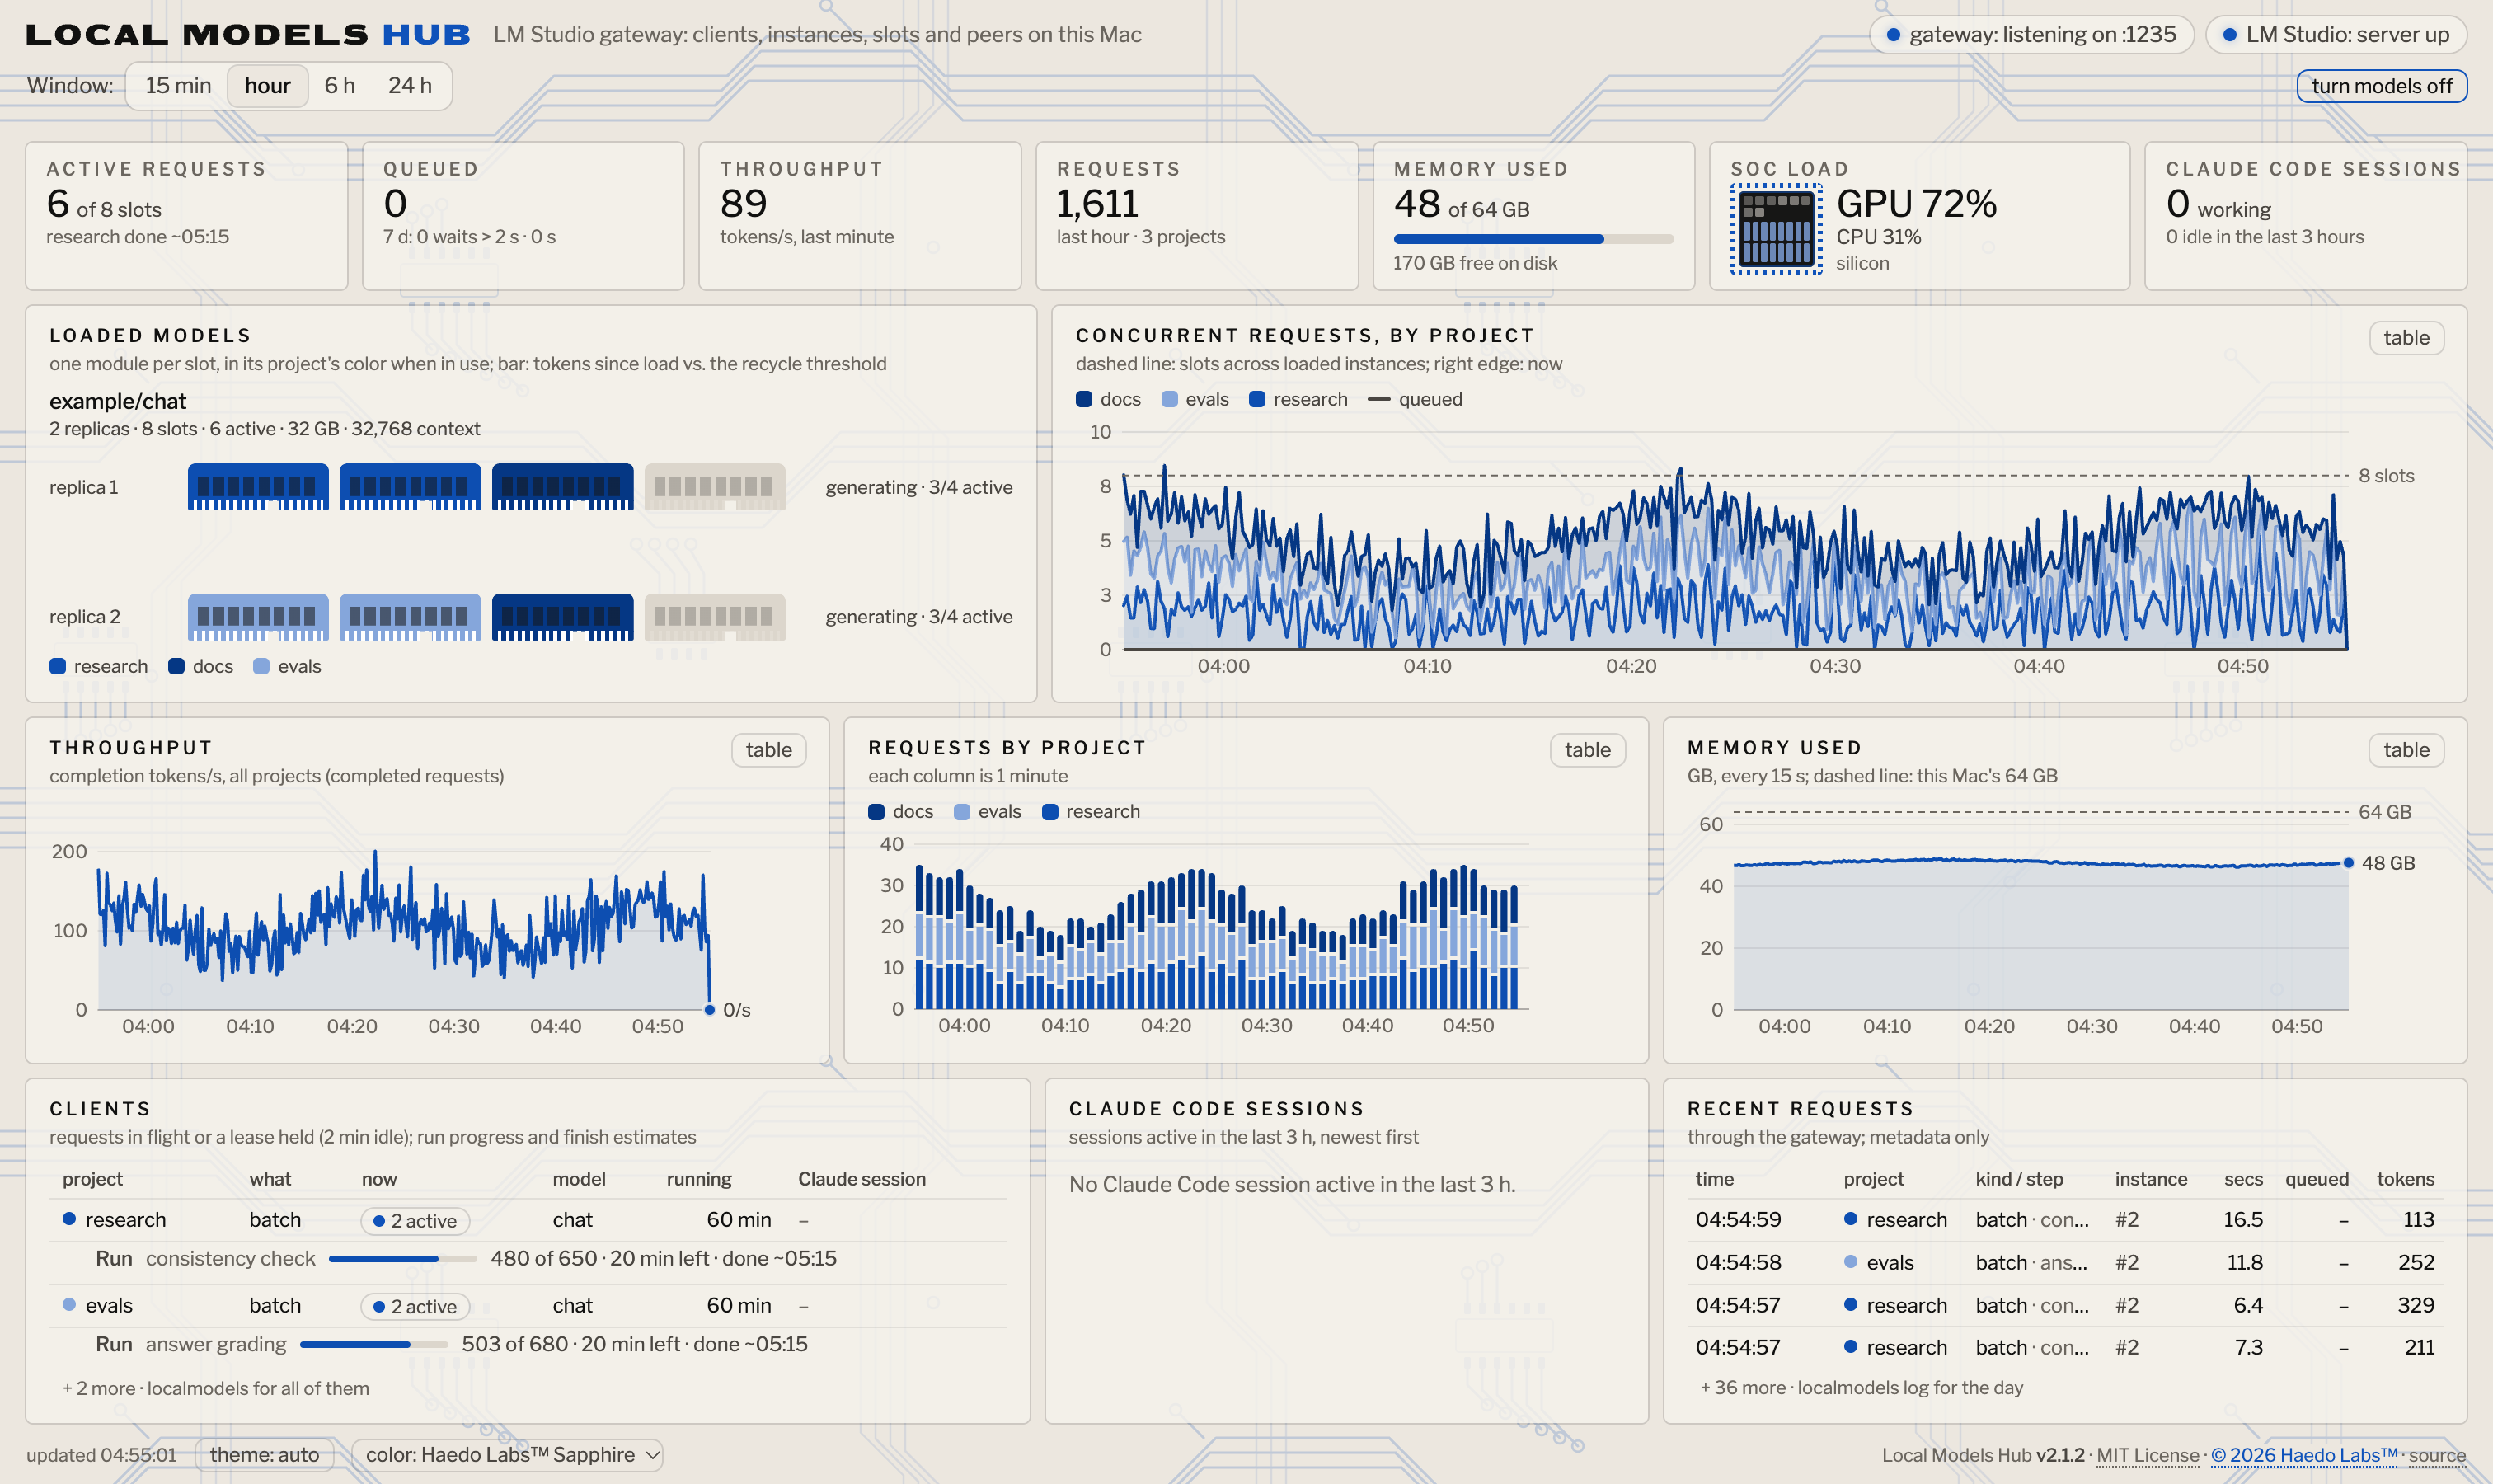 LOCAL MODELS HUB LM Studio gateway: clients, instances, slots and peers on this Mac
gateway: listening on :1235
LM Studio: server up
Window: 15 min hour 6 h 24 h
turn models off
ACTIVE REQUESTS
6 of 8 slots
research done ~05:15
QUEUED
0
7 d: 0 waits > 2 s · 0 s
THROUGHPUT
89
tokens/s, last minute
REQUESTS
1,611
last hour · 3 projects
MEMORY USED
48 of 64 GB
170 GB free on disk
SOC LOAD
GPU 72%
CPU 31%
silicon
CLAUDE CODE SESSIONS
0 working
0 idle in the last 3 hours
LOADED MODELS
one module per slot, in its project's color when in use; bar: tokens since load vs. the recycle threshold
example/chat
2 replicas · 8 slots · 6 active · 32 GB · 32,768 context
replica 1 generating · 3/4 active
replica 2 generating · 3/4 active
research docs evals
CONCURRENT REQUESTS, BY PROJECT
table
dashed line: slots across loaded instances; right edge: now
docs evals research queued
10
8
5
3
0
8 slots
04:00 04:10 04:20 04:30 04:40 04:50
THROUGHPUT
table
completion tokens/s, all projects (completed requests)
200
100
0
0/s
04:00 04:10 04:20 04:30 04:40 04:50
REQUESTS BY PROJECT
table
each column is 1 minute
docs evals research
40
30
20
10
0
04:00 04:10 04:20 04:30 04:40 04:50
MEMORY USED
table
GB, every 15 s; dashed line: this Mac's 64 GB
64 GB
60
48 GB
40
20
0
04:00 04:10 04:20 04:30 04:40 04:50
CLIENTS
requests in flight or a lease held (2 min idle); run progress and finish estimates
project what now model running Claude session
research batch 2 active chat 60 min –
Run consistency check 480 of 650 · 20 min left · done ~05:15
evals batch 2 active chat 60 min –
Run answer grading 503 of 680 · 20 min left · done ~05:15
+ 2 more · localmodels for all of them
CLAUDE CODE SESSIONS
sessions active in the last 3 h, newest first
No Claude Code session active in the last 3 h.
RECENT REQUESTS
through the gateway; metadata only
time project kind / step instance secs queued tokens
04:54:59 research batch · con... #2 16.5 – 113
04:54:58 evals batch · ans... #2 11.8 – 252
04:54:57 research batch · con... #2 6.4 – 329
04:54:57 research batch · con... #2 7.3 – 211
+ 36 more · localmodels log for the day
updated 04:55:01 theme: auto color: Haedo Labs™ Sapphire
Local Models Hub v2.1.2 · MIT License · © 2026 Haedo Labs™ · source